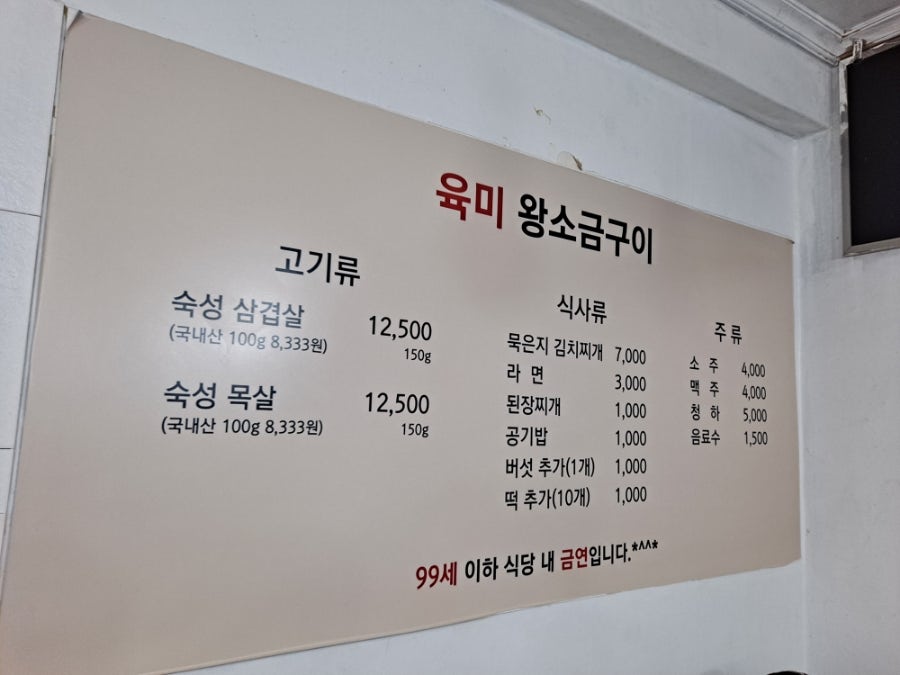 육미 왕소금구이
고기류
숙성 삼겹살 12,500
(국내산 100g 8,333원) 150g
숙성 목살 12,500
(국내산 100g 8,333원) 150g
식사류
묵은지 김치찌개 7,000
라 면 3,000
된장찌개 1,000
공기밥 1,000
버섯 추가(1개) 1,000
떡 추가(10개) 1,000
주 류
소 주 4,000
맥 주 4,000
청 하 5,000
음료수 1,500
99세 이하 식당 내 금연입니다.*^^*